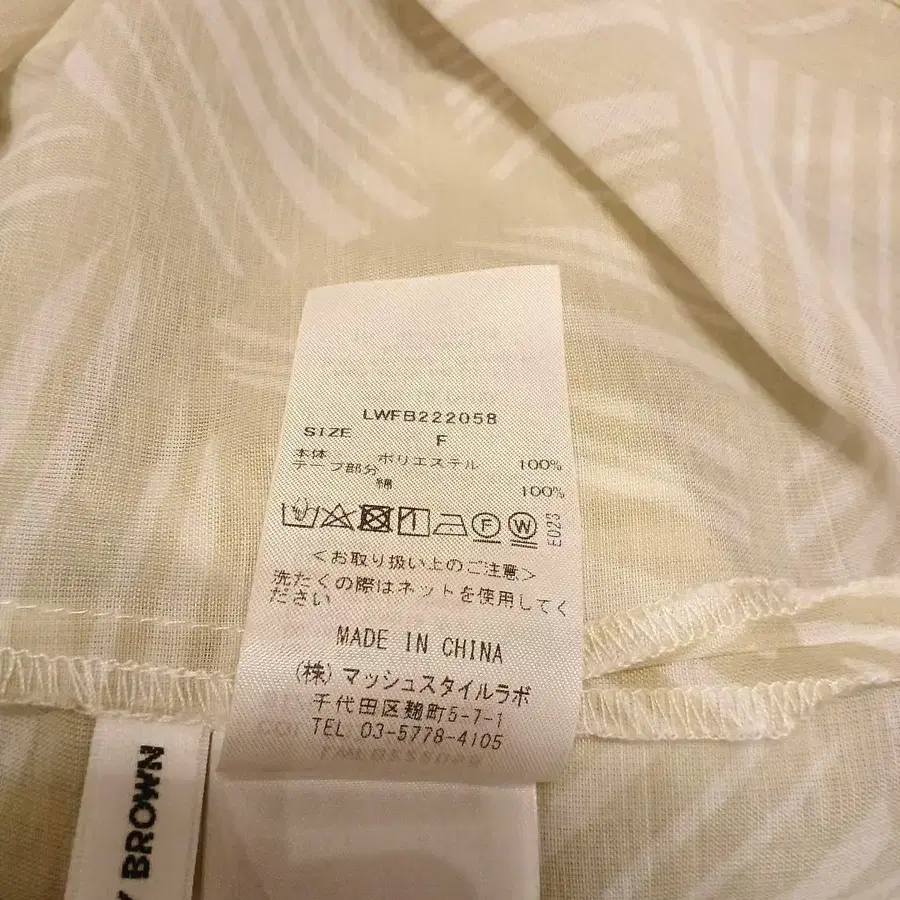 LWFB222058
SIZE F
本体 ポリエステル 100%
テープ部分 綿 100%
F W E023
<お取り扱い上のご注意>
洗たくの際はネットを使用してく
ださい
MADE IN CHINA
(株)マッシュスタイルラボ
千代田区麹町5-7-1
TEL 03-5778-4105
Y BROWN